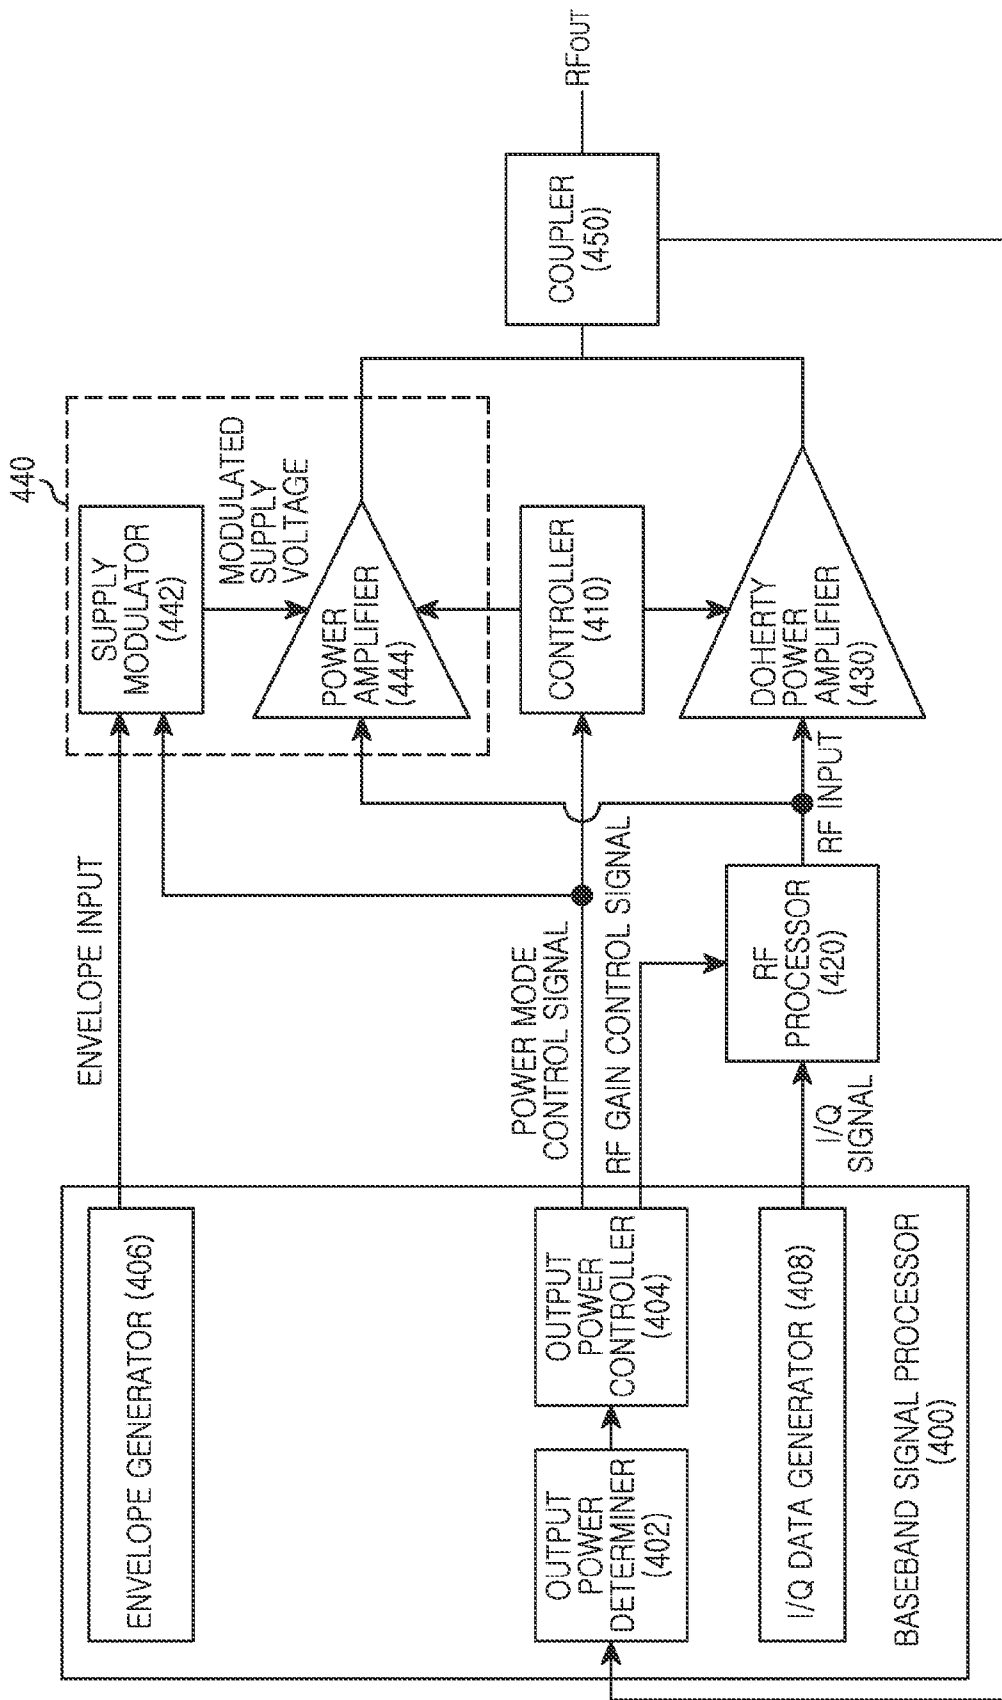 440
SUPPLY
MODULATOR
(442)
MODULATED
SUPPLY
VOLTAGE
POWER
AMPLIFIER
(444)
ENVELOPE INPUT
ENVELOPE GENERATOR (406)
RFOUT
COUPLER
(450)
CONTROLLER
(410)
POWER MODE
CONTROL SIGNAL
RF GAIN CONTROL SIGNAL
OUTPUT
POWER
CONTROLLER
(404)
OUTPUT
POWER
DETERMINER
(402)
DOHERTY
POWER
AMPLIFIER
(430)
RF INPUT
RF
PROCESSOR
(420)
I/Q
SIGNAL
I/Q DATA GENERATOR (408)
BASEBAND SIGNAL PROCESSOR
(400)